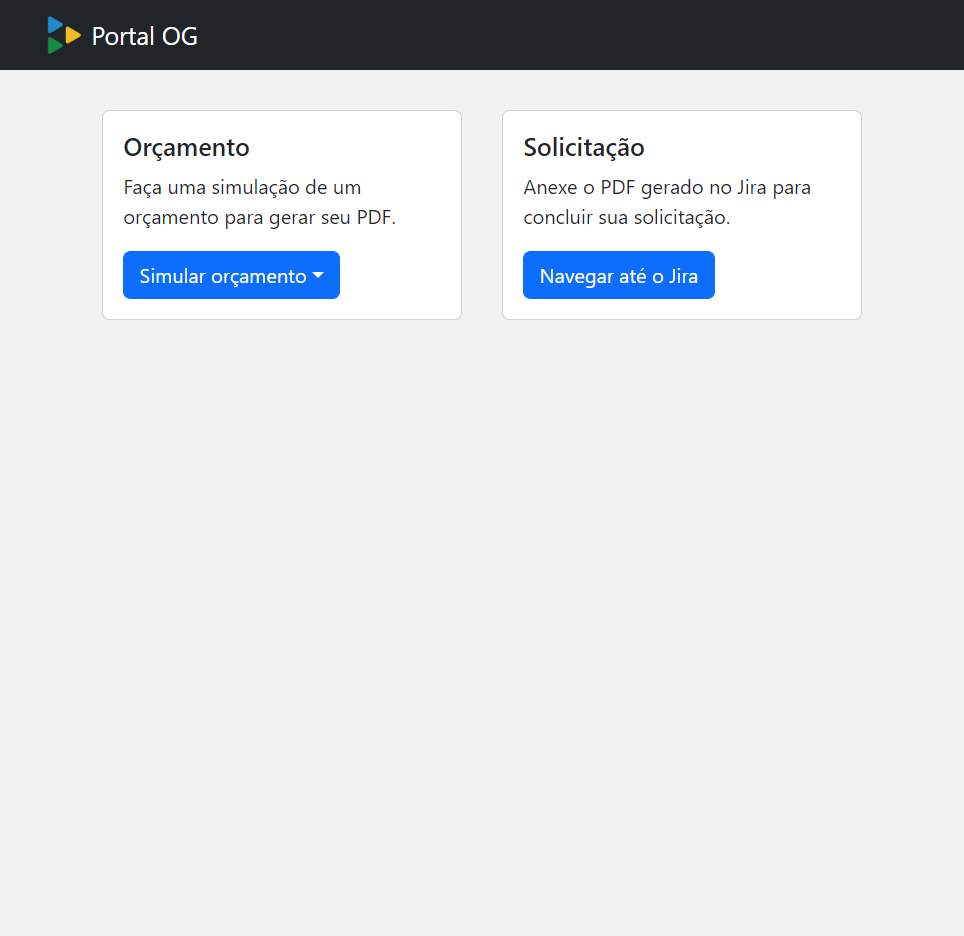 Portal OG
Orçamento
Faça uma simulação de um
orçamento para gerar seu PDF.
Simular orçamento
Solicitação
Anexe o PDF gerado no Jira para
concluir sua solicitação.
Navegar até o Jira